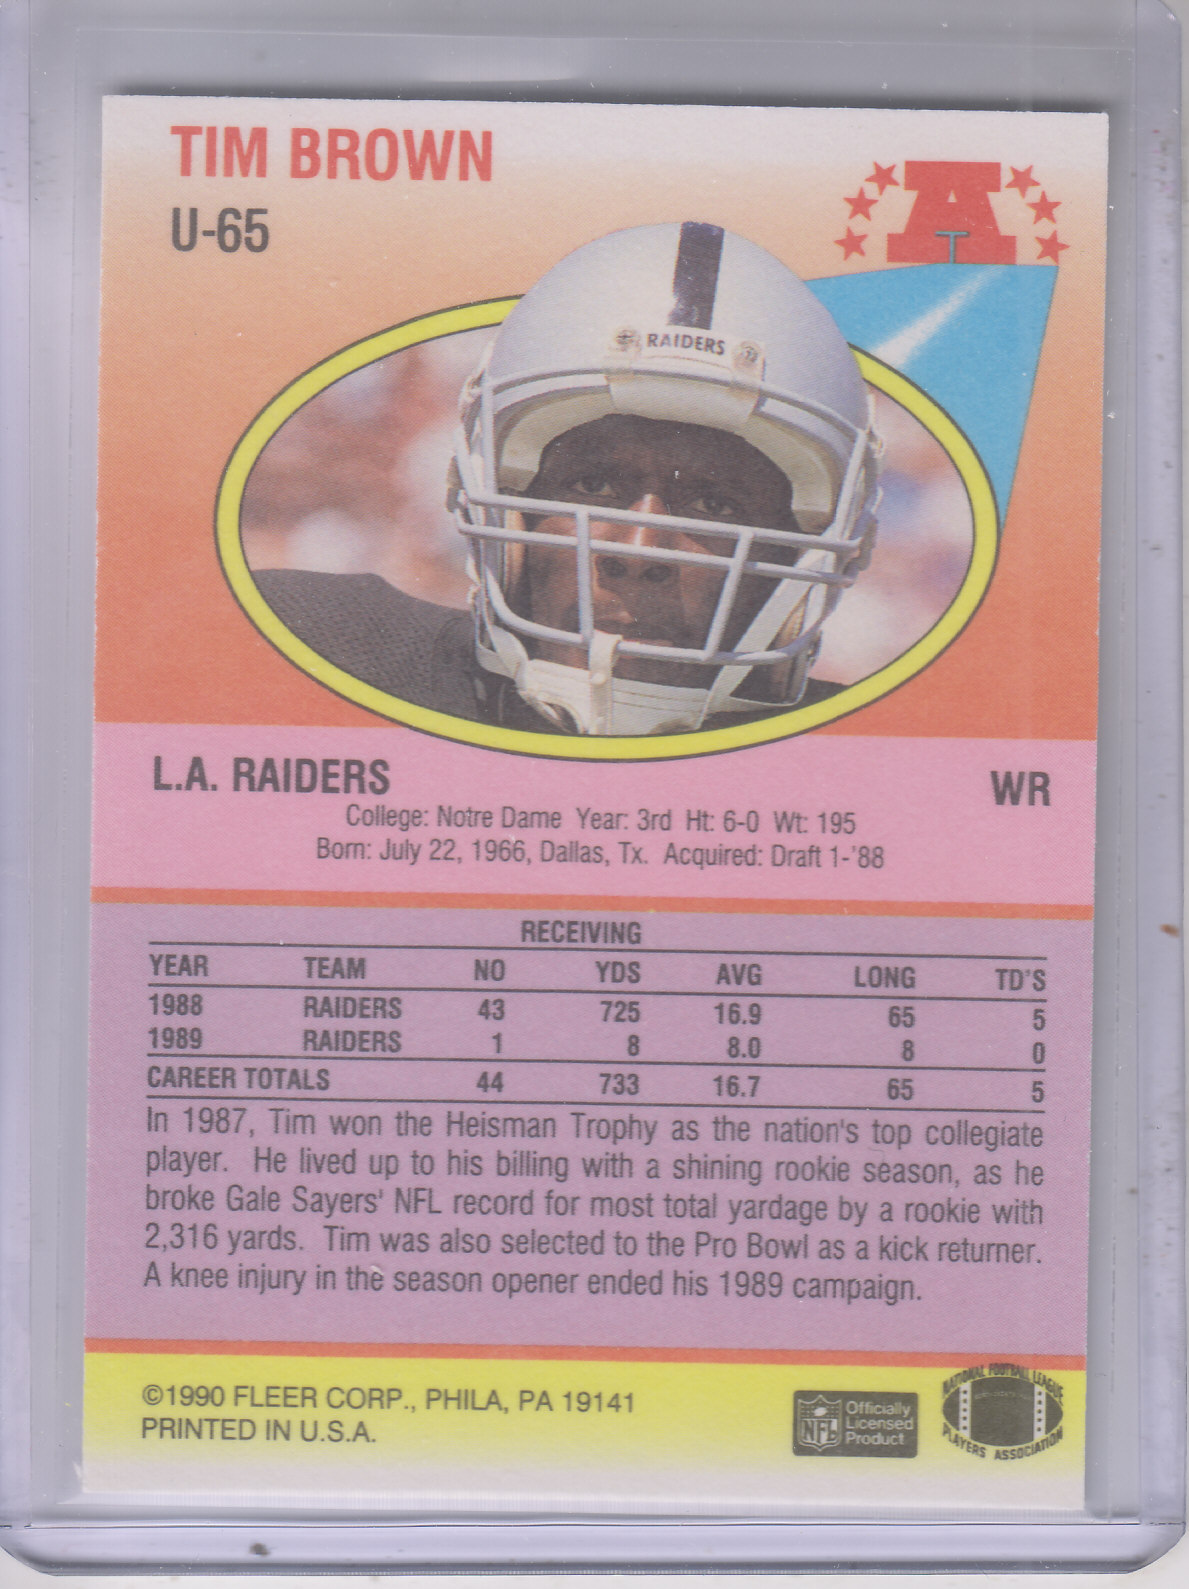 TIM BROWN
U-65
A
RAIDERS
L.A. RAIDERS WR
College: Notre Dame Year: 3rd Ht: 6-0 Wt: 195
Born: July 22, 1966, Dallas, Tx. Acquired: Draft 1-'88
RECEIVING
YEAR TEAM NO YDS AVG LONG TD'S
1988 RAIDERS 43 725 16.9 65 5
1989 RAIDERS 1 8 8.0 8 0
CAREER TOTALS 44 733 16.7 65 5
In 1987, Tim won the Heisman Trophy as the nation's top collegiate
player. He lived up to his billing with a shining rookie season, as he
broke Gale Sayers' NFL record for most total yardage by a rookie with
2,316 yards. Tim was also selected to the Pro Bowl as a kick returner.
A knee injury in the season opener ended his 1989 campaign.
©1990 FLEER CORP., PHILA, PA 19141
PRINTED IN U.S.A.
NFL
Officially
Licensed
Product
NATIONAL FOOTBALL LEAGUE
PLAYERS ASSOCIATION